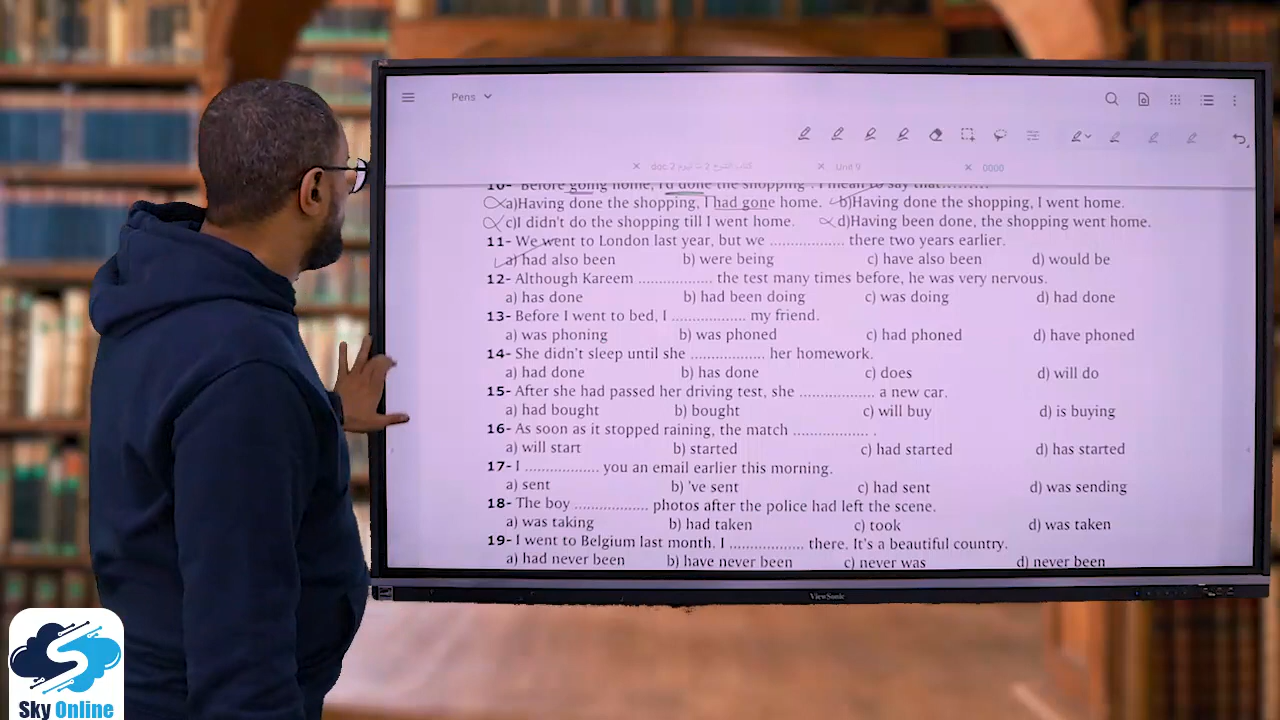 Pens
doc 2
Unit 9
0000
10- Before going home, I'd done the shopping . I mean to say that..........
a)Having done the shopping, I had gone home. b)Having done the shopping, I went home.
c)I didn't do the shopping till I went home. d)Having been done, the shopping went home.
11- We went to London last year, but we .................. there two years earlier.
a) had also been b) were being c) have also been d) would be
12- Although Kareem .................. the test many times before, he was very nervous.
a) has done b) had been doing c) was doing d) had done
13- Before I went to bed, I .................. my friend.
a) was phoning b) was phoned c) had phoned d) have phoned
14- She didn't sleep until she .................. her homework.
a) had done b) has done c) does d) will do
15- After she had passed her driving test, she .................. a new car.
a) had bought b) bought c) will buy d) is buying
16- As soon as it stopped raining, the match .................. .
a) will start b) started c) had started d) has started
17- I .................. you an email earlier this morning.
a) sent b) 've sent c) had sent d) was sending
18- The boy .................. photos after the police had left the scene.
a) was taking b) had taken c) took d) was taken
19- I went to Belgium last month. I .................. there. It's a beautiful country.
a) had never been b) have never been c) never was d) never been
ViewSonic
Sky Online